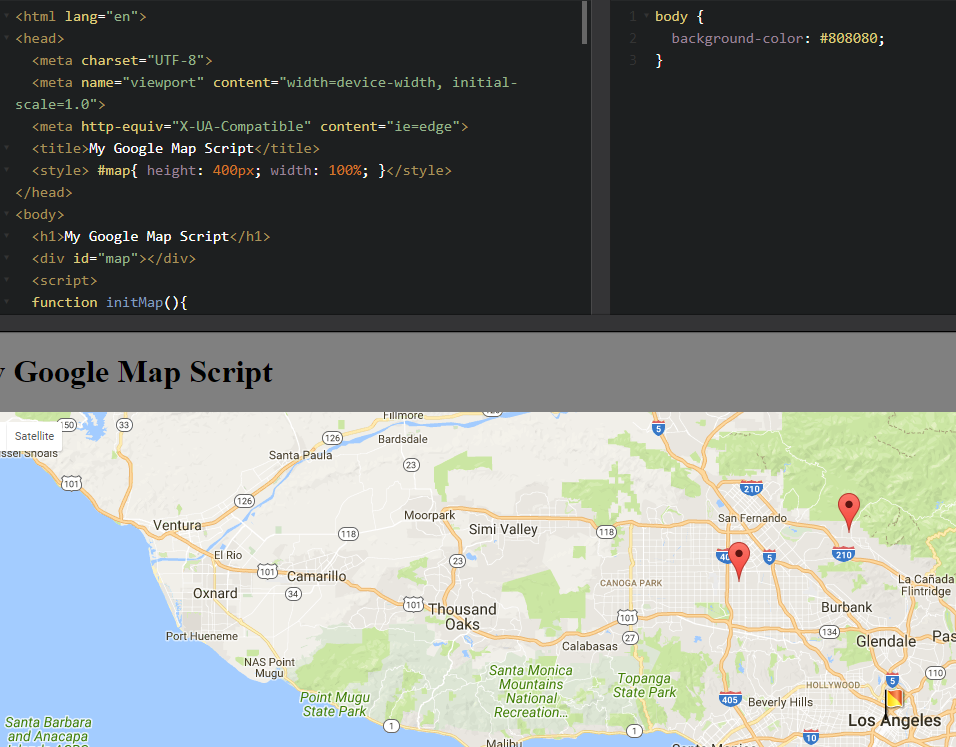 <html lang="en">
<head>
<meta charset="UTF-8">
<meta name="viewport" content="width=device-width, initial-
scale=1.0">
<meta http-equiv="X-UA-Compatible" content="ie=edge">
<title>My Google Map Script</title>
<style> #map{ height: 400px; width: 100%; }</style>
</head>
<body>
<h1>My Google Map Script</h1>
<div id="map"></div>
<script>
function initMap(){
1 body {
2 background-color: #808080;
3 }
y Google Map Script
Satellite
150
33
Fillmore
126
Bardsdale
Santa Paula
23
5
101
126
210
Ventura
Moorpark
Simi Valley
San Fernando
118
118
El Rio
23
5
210
101
Camarillo
CANOGA PARK
La Cañada
Flintridge
Oxnard
34
101
Thousand
Oaks
101
Burbank
Port Hueneme
27
134
Calabasas
Glendale
Pas
NAS Point
Mugu
Santa Monica
Mountains
National
Recreation...
Topanga
State Park
110
5
HOLLYWOOD
Point Mugu
State Park
405
Beverly Hills
Los Angeles
Santa Barbara
and Anacapa
1
1
10
Malibu